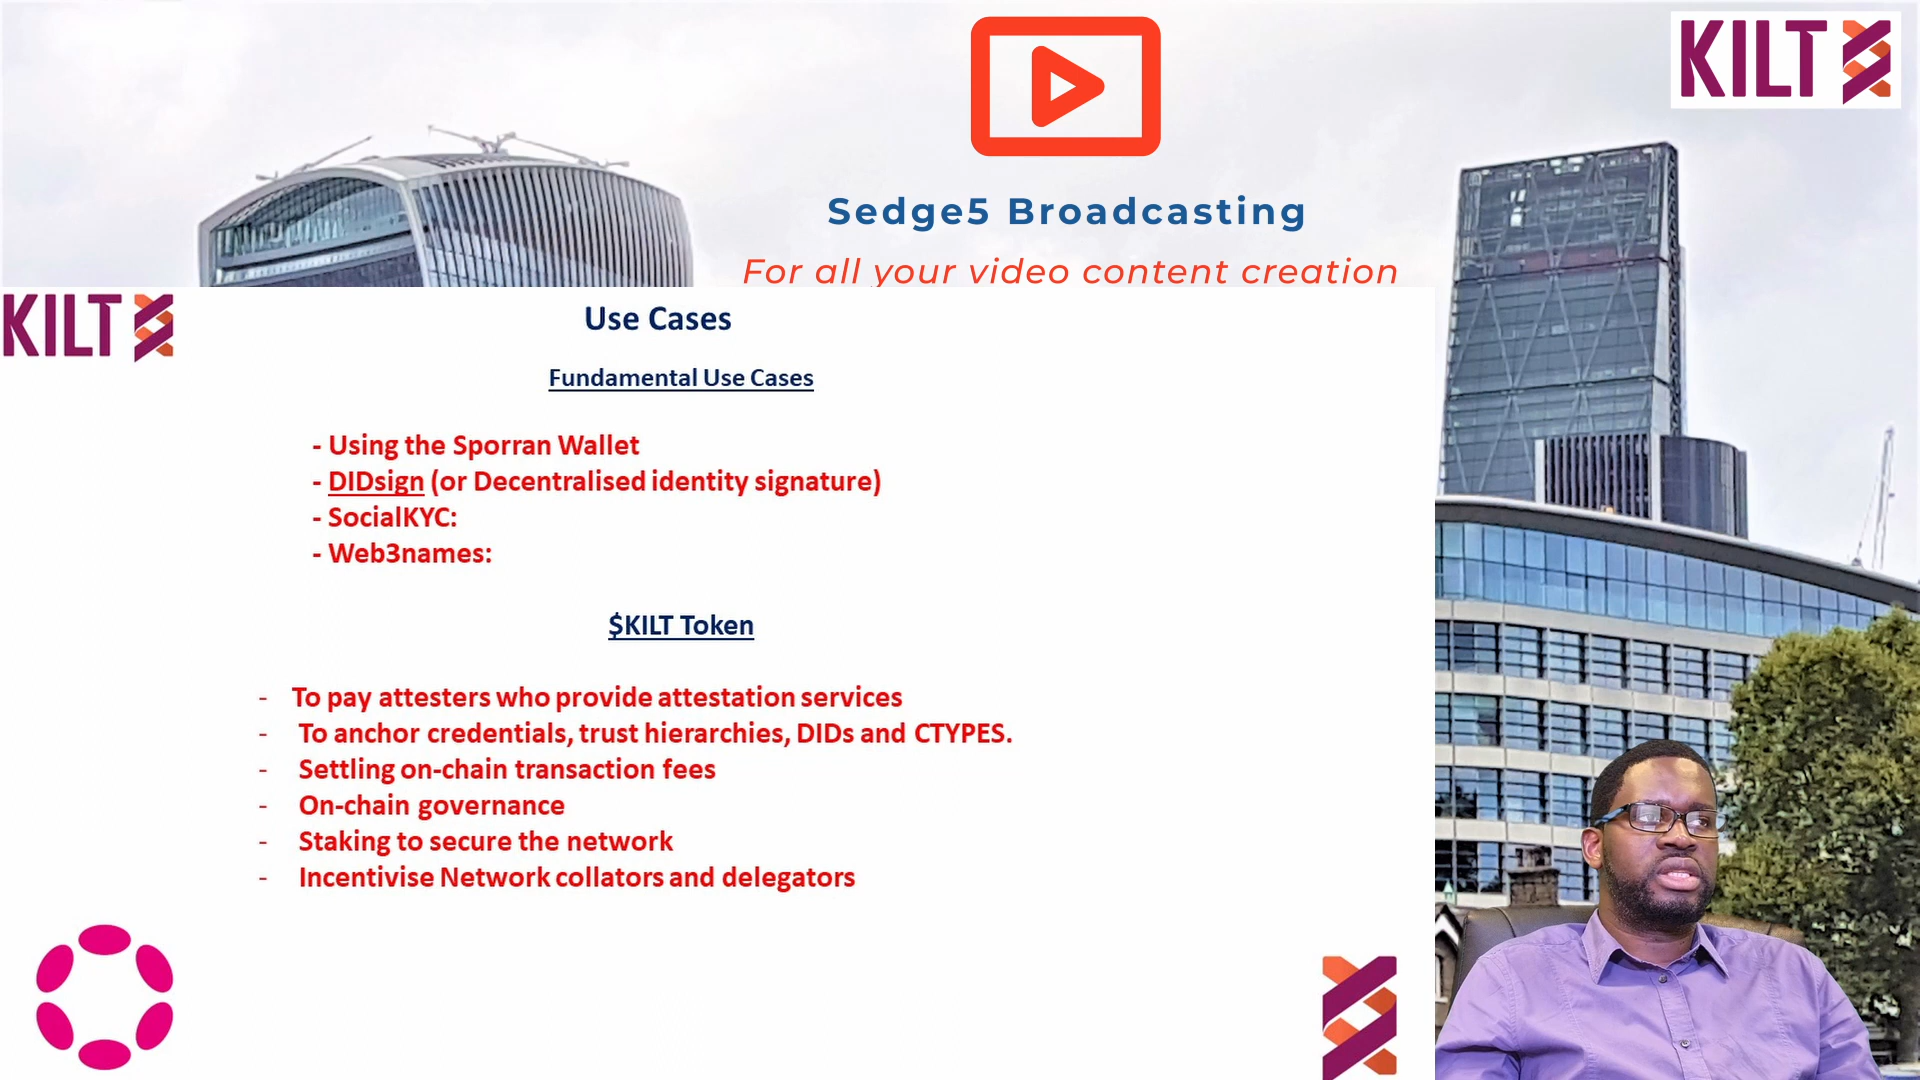 KILT
Sedge5 Broadcasting
For all your video content creation
KILT
Use Cases
Fundamental Use Cases
- Using the Sporran Wallet
- DIDsign (or Decentralised identity signature)
- SocialKYC:
- Web3names:
$KILT Token
- To pay attesters who provide attestation services
- To anchor credentials, trust hierarchies, DIDs and CTYPES.
- Settling on-chain transaction fees
- On-chain governance
- Staking to secure the network
- Incentivise Network collators and delegators